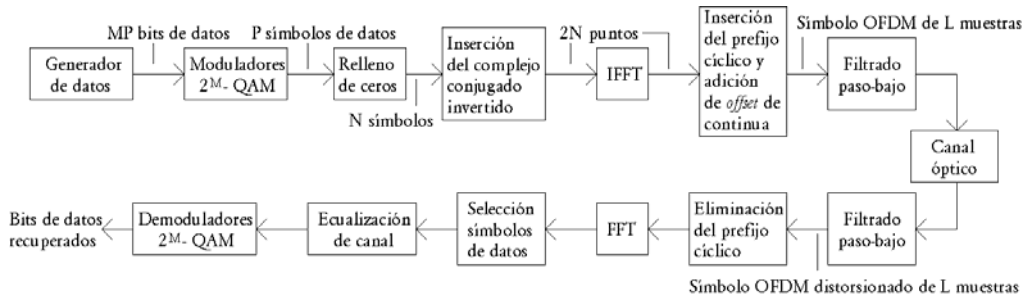 MP bits de datos
P símbolos de datos
2N puntos
Símbolo OFDM de L muestras
Generador
de datos
Moduladores
2M- QAM
Relleno
de ceros
N símbolos
Inserción
del complejo
conjugado
invertido
IFFT
Inserción
del prefijo
cíclico y
adición
de offset de
continua
Filtrado
paso-bajo
Canal
óptico
Filtrado
paso-bajo
Símbolo OFDM distorsionado de L muestras
Eliminación
del prefijo
cíclico
FFT
Selección
símbolos
de datos
Ecualización
de canal
Demoduladores
2M- QAM
Bits de datos
recuperados